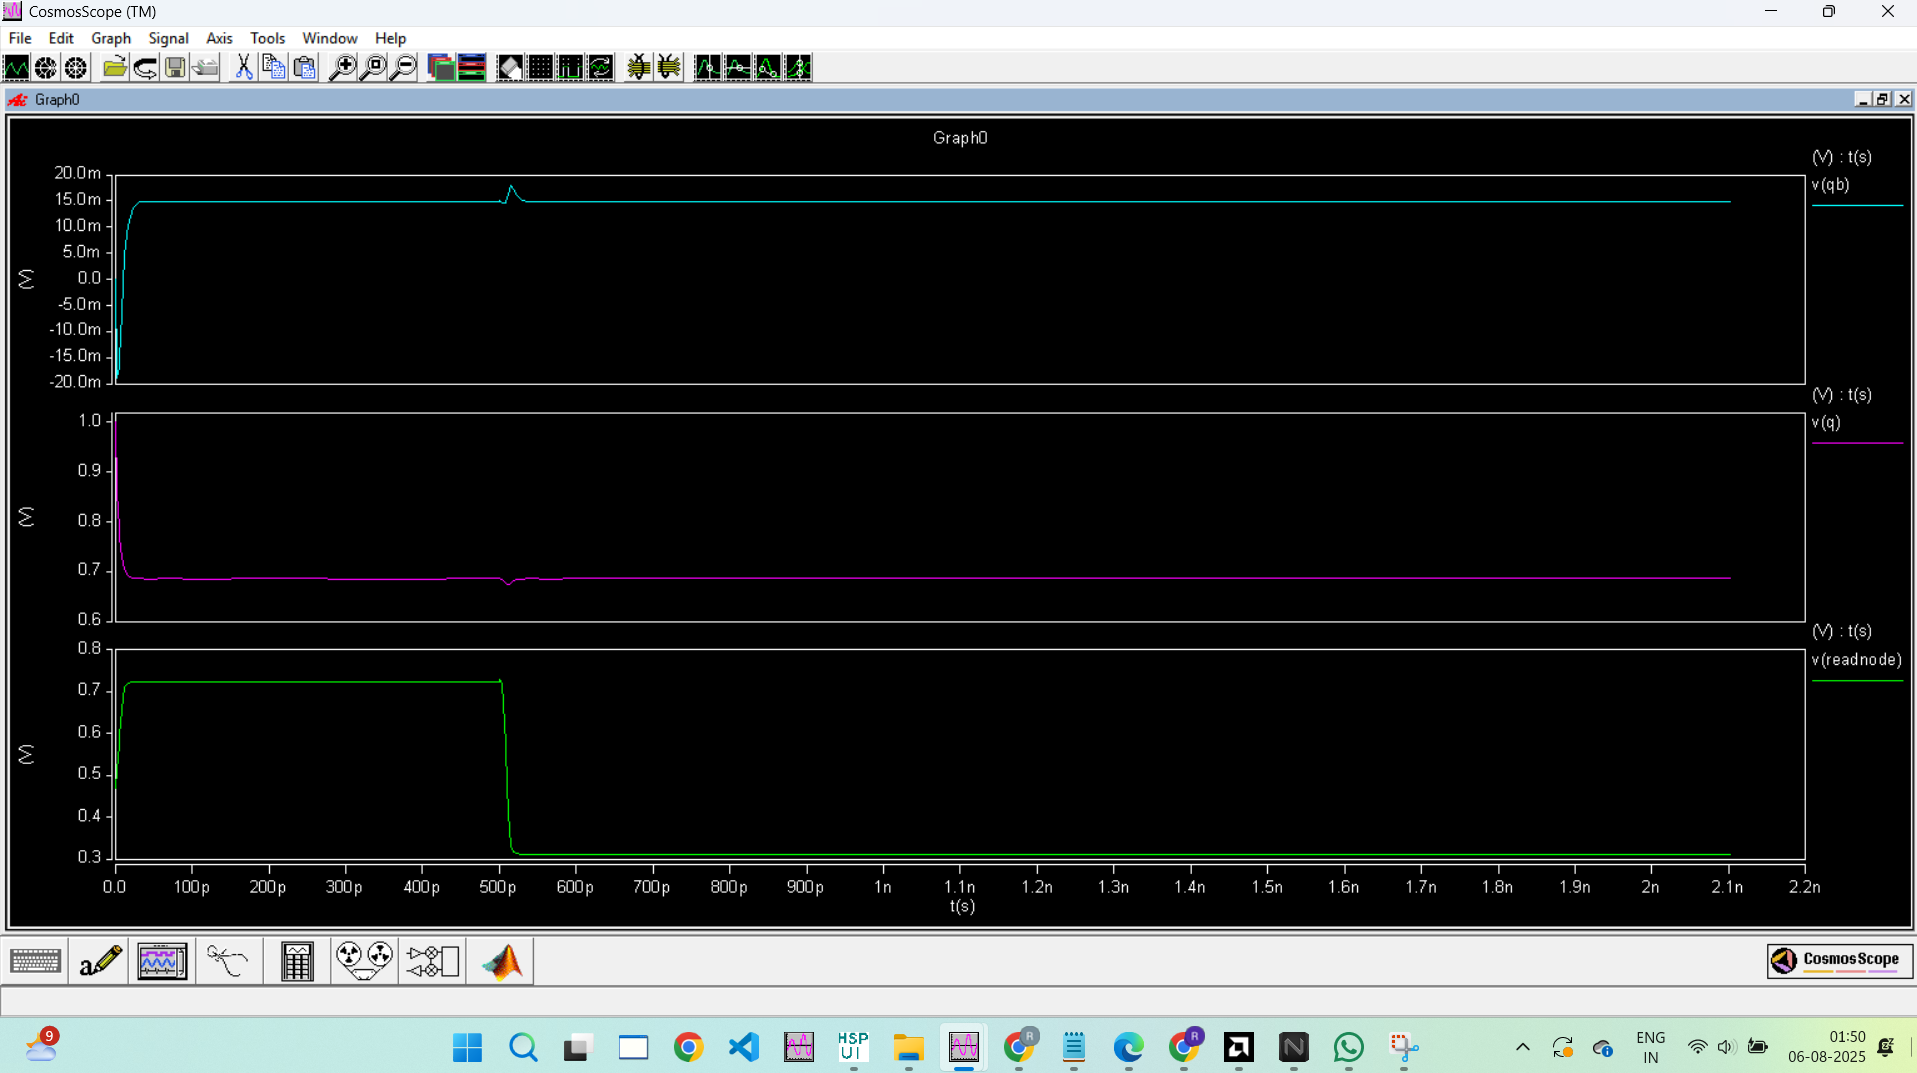 CosmosScope (TM)
File Edit Graph Signal Axis Tools Window Help
Graph0
Graph0
(V) : t(s)
v(qb)
20.0m
15.0m
10.0m
5.0m
0.0
-5.0m
-10.0m
-15.0m
-20.0m
(V)
(V) : t(s)
v(q)
1.0
0.9
0.8
0.7
0.6
(V)
(V) : t(s)
v(readnode)
0.8
0.7
0.6
0.5
0.4
0.3
(V)
0.0 100p 200p 300p 400p 500p 600p 700p 800p 900p 1n 1.1n 1.2n 1.3n 1.4n 1.5n 1.6n 1.7n 1.8n 1.9n 2n 2.1n 2.2n
t(s)
a
CosmosScope
9
HSP
UI
R
R
N
ENG
IN
01:50
06-08-2025